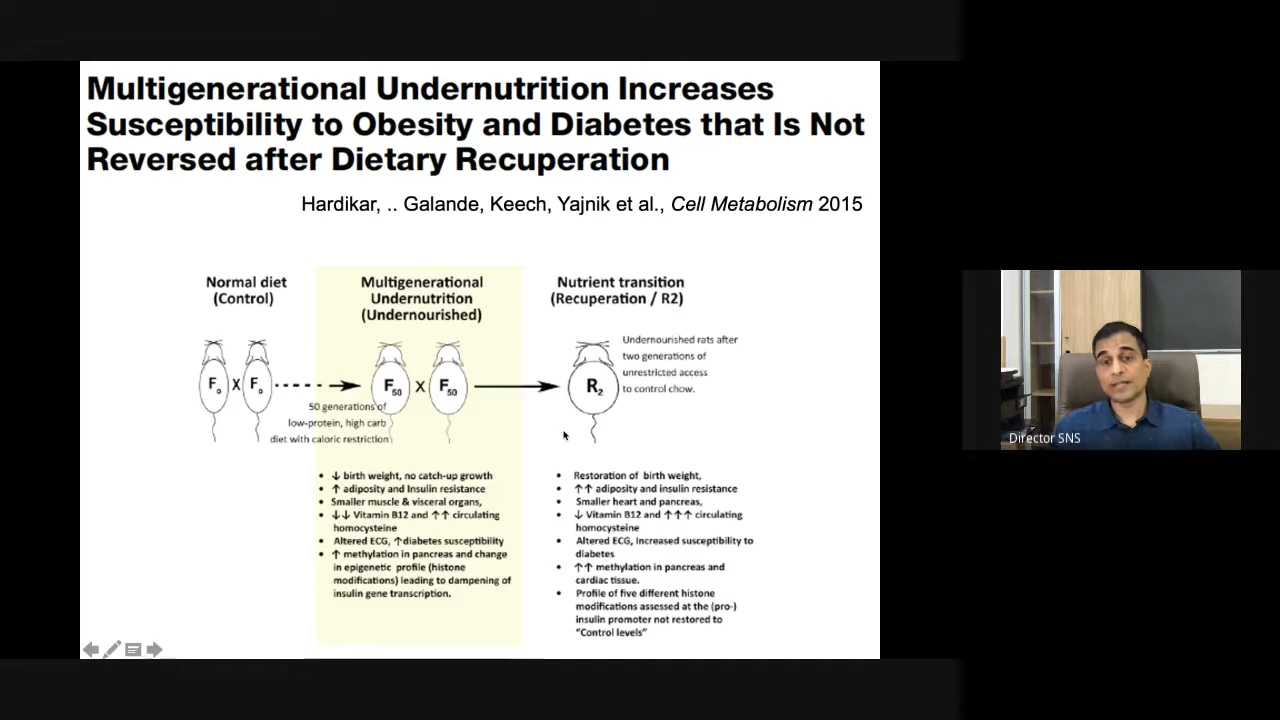 Multigenerational Undernutrition Increases
Susceptibility to Obesity and Diabetes that Is Not
Reversed after Dietary Recuperation
Hardikar, .. Galande, Keech, Yajnik et al., Cell Metabolism 2015
Normal diet
(Control)
Multigenerational
Undernutrition
(Undernourished)
Nutrient transition
(Recuperation / R2)
F₀ X F₀
F₅₀ X F₅₀
R₂
50 generations of
low-protein, high carb
diet with caloric restriction
Undernourished rats after
two generations of
unrestricted access
to control chow.
• ↓ birth weight, no catch-up growth
• ↑ adiposity and Insulin resistance
• Smaller muscle & visceral organs,
• ↓↓ Vitamin B12 and ↑↑ circulating
homocysteine
• Altered ECG, ↑diabetes susceptibility
• ↑ methylation in pancreas and change
in epigenetic profile (histone
modifications) leading to dampening of
insulin gene transcription.
• Restoration of birth weight,
• ↑↑ adiposity and insulin resistance
• Smaller heart and pancreas,
• ↓ Vitamin B12 and ↑↑↑ circulating
homocysteine
• Altered ECG, Increased susceptibility to
diabetes
• ↑↑ methylation in pancreas and
cardiac tissue.
• Profile of five different histone
modifications assessed at the (pro-)
insulin promoter not restored to
“Control levels”
Director SNS